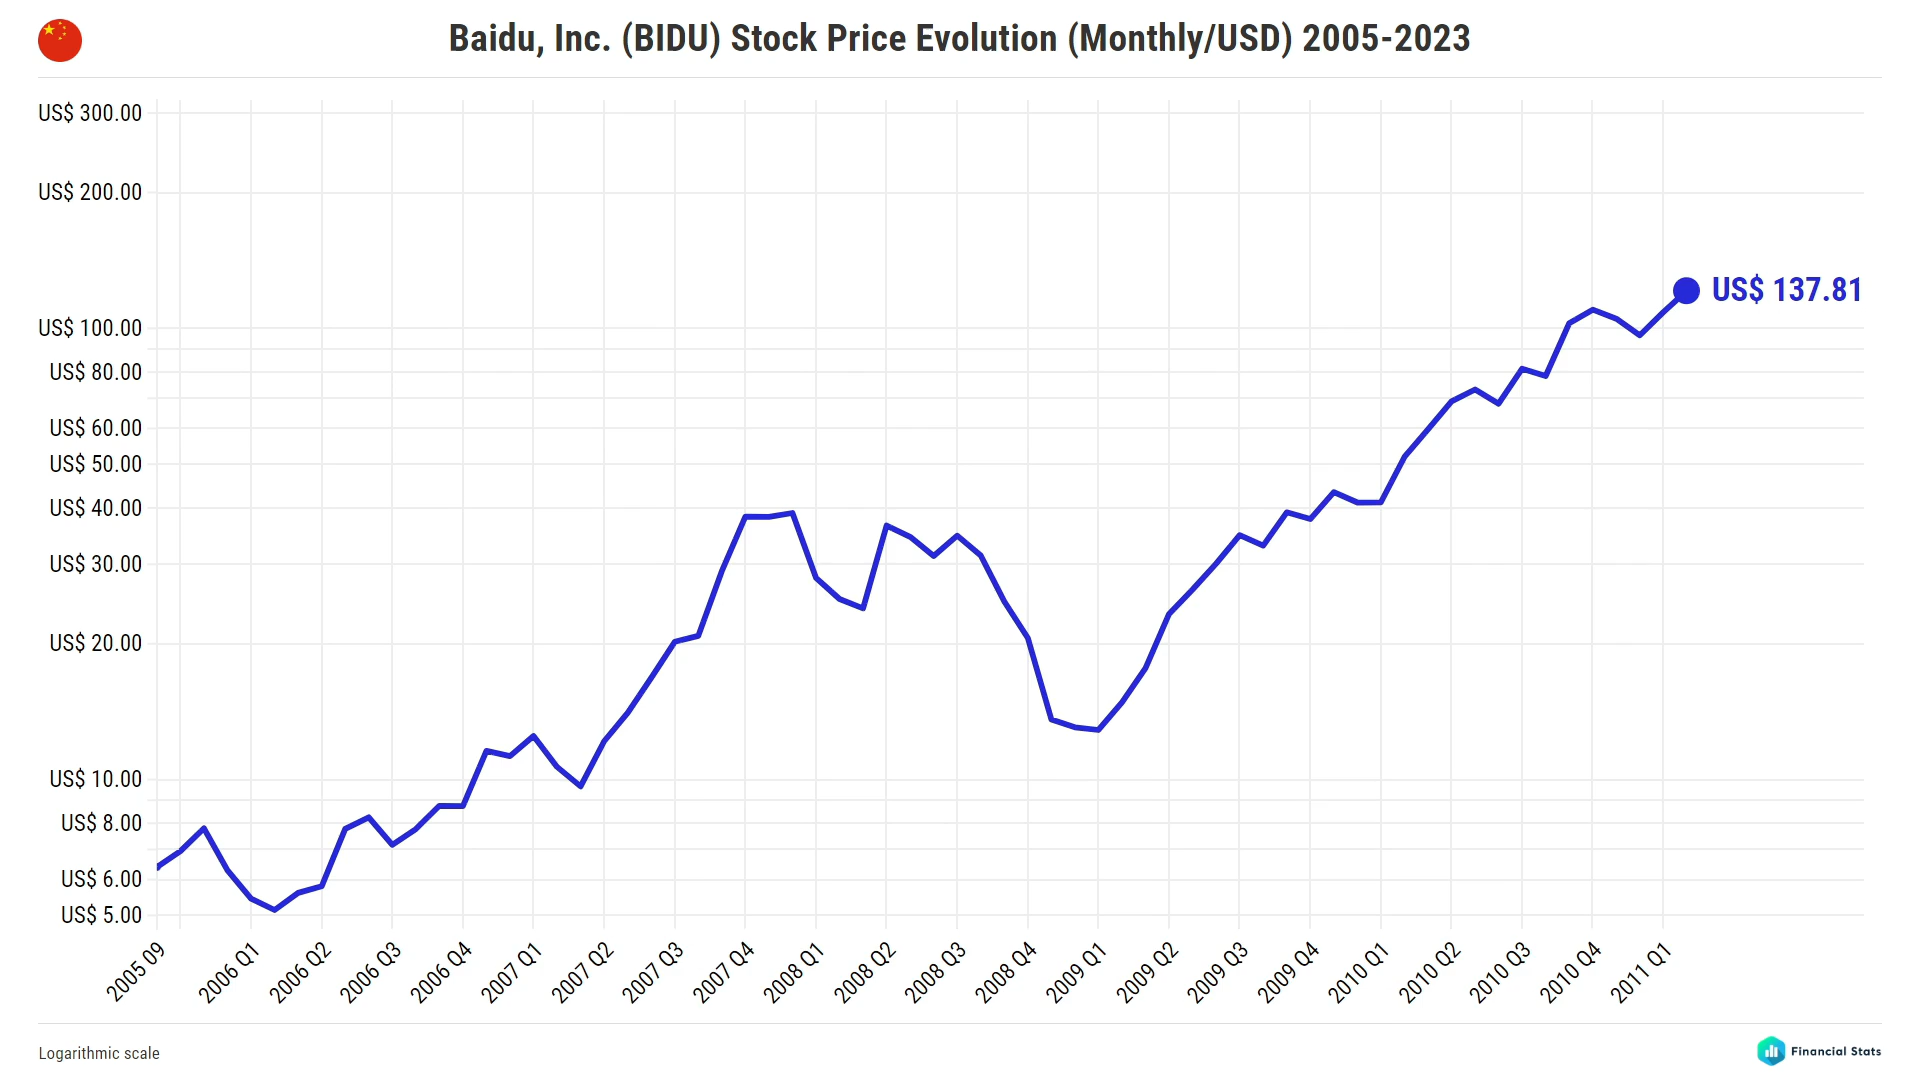 Baidu, Inc. (BIDU) Stock Price Evolution (Monthly/USD) 2005-2023
US$ 300.00
US$ 200.00
US$ 137.81
US$ 100.00
US$ 80.00
US$ 60.00
US$ 50.00
US$ 40.00
US$ 30.00
US$ 20.00
US$ 10.00
US$ 8.00
US$ 6.00
US$ 5.00
2005 09
2006 Q1
2006 Q2
2006 Q3
2006 Q4
2007 Q1
2007 Q2
2007 Q3
2007 Q4
2008 Q1
2008 Q2
2008 Q3
2008 Q4
2009 Q1
2009 Q2
2009 Q3
2009 Q4
2010 Q1
2010 Q2
2010 Q3
2010 Q4
2011 Q1
Logarithmic scale
Financial Stats